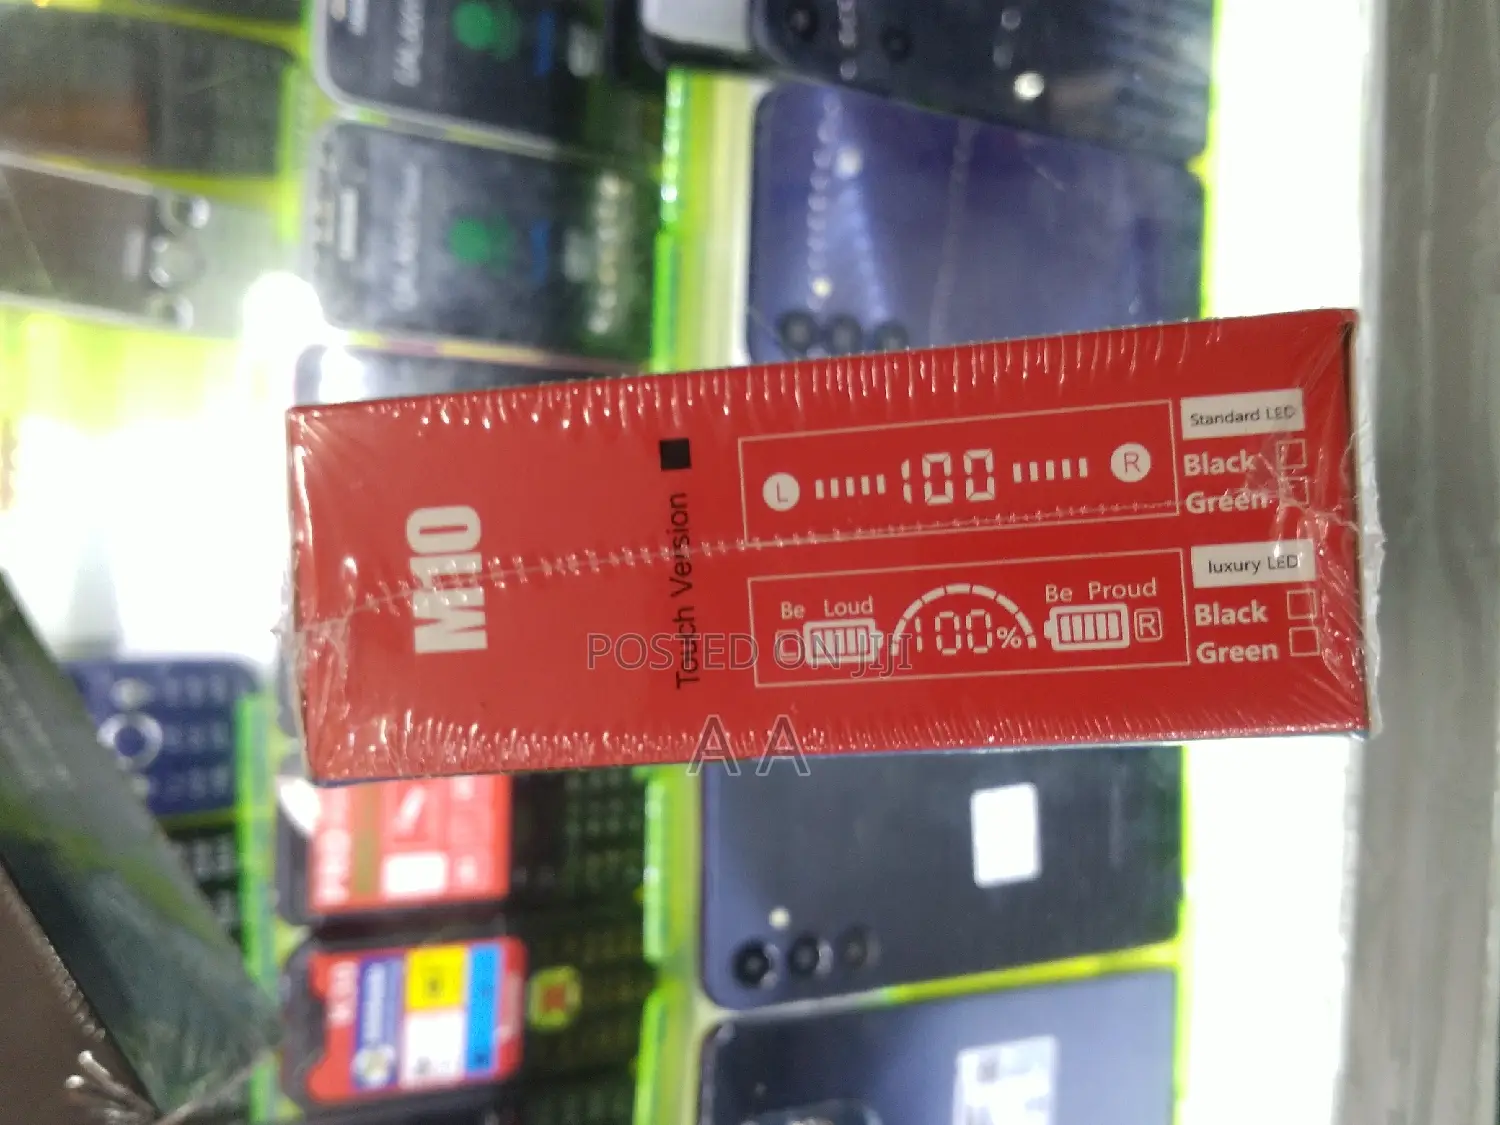 M10
Touch Version
L 100 R
Standard LED
Black
Green
Be Loud Be Proud
L 100% R
luxury LED
Black
Green
POSTED ON JIJI
A A